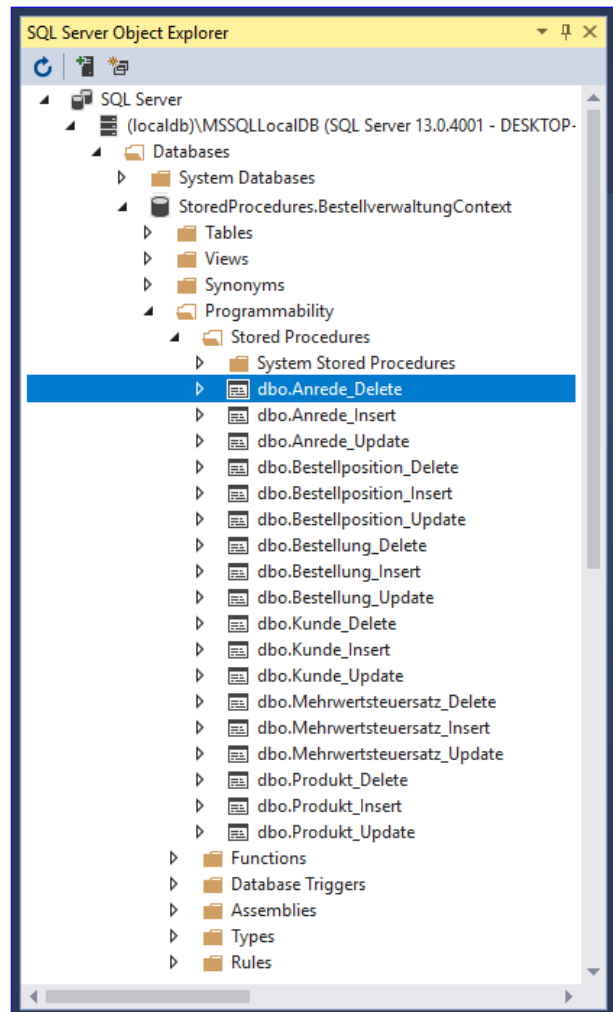 SQL Server Object Explorer
SQL Server
(localdb)\MSSQLLocalDB (SQL Server 13.0.4001 - DESKTOP-
Databases
System Databases
StoredProcedures.BestellverwaltungContext
Tables
Views
Synonyms
Programmability
Stored Procedures
System Stored Procedures
dbo.Anrede_Delete
dbo.Anrede_Insert
dbo.Anrede_Update
dbo.Bestellposition_Delete
dbo.Bestellposition_Insert
dbo.Bestellposition_Update
dbo.Bestellung_Delete
dbo.Bestellung_Insert
dbo.Bestellung_Update
dbo.Kunde_Delete
dbo.Kunde_Insert
dbo.Kunde_Update
dbo.Mehrwertsteuersatz_Delete
dbo.Mehrwertsteuersatz_Insert
dbo.Mehrwertsteuersatz_Update
dbo.Produkt_Delete
dbo.Produkt_Insert
dbo.Produkt_Update
Functions
Database Triggers
Assemblies
Types
Rules